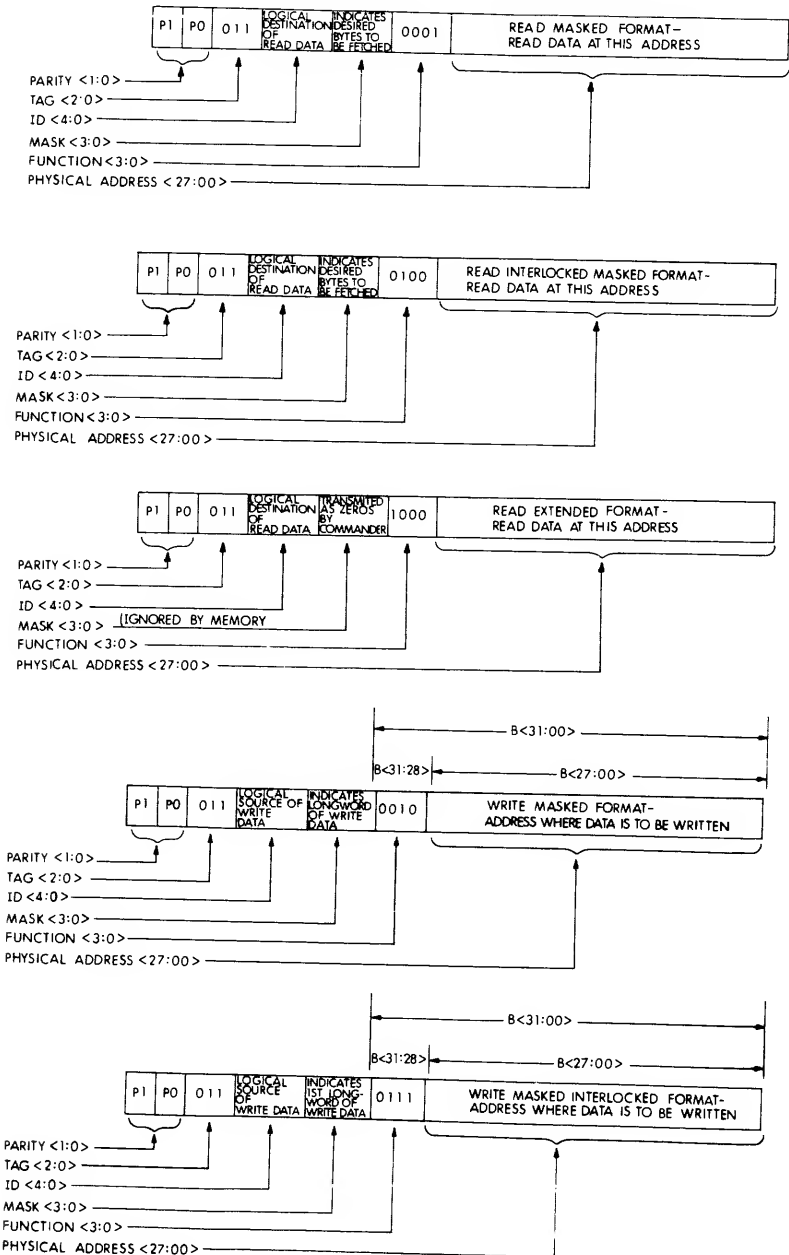 P1 P0 011 LOGICAL DESTINATION OF READ DATA INDICATES DESIRED BYTES TO BE FETCHED 0001 READ MASKED FORMAT-
READ DATA AT THIS ADDRESS
PARITY <1:0>
TAG <2:0>
ID <4:0>
MASK <3:0>
FUNCTION <3:0>
PHYSICAL ADDRESS <27:00>
P1 P0 011 LOGICAL DESTINATION OF READ DATA INDICATES DESIRED BYTES TO BE FETCHED 0100 READ INTERLOCKED MASKED FORMAT-
READ DATA AT THIS ADDRESS
PARITY <1:0>
TAG <2:0>
ID <4:0>
MASK <3:0>
FUNCTION <3:0>
PHYSICAL ADDRESS <27:00>
P1 P0 011 LOGICAL DESTINATION OF READ DATA TRANSMITED AS ZEROS BY COMMANDER 1000 READ EXTENDED FORMAT-
READ DATA AT THIS ADDRESS
PARITY <1:0>
TAG <2:0>
ID <4:0>
MASK <3:0> (IGNORED BY MEMORY
FUNCTION <3:0>
PHYSICAL ADDRESS <27:00>
B<31:00>
B<31:28> B<27:00>
P1 P0 011 LOGICAL SOURCE OF WRITE DATA INDICATES LONGWORD OF WRITE DATA 0010 WRITE MASKED FORMAT-
ADDRESS WHERE DATA IS TO BE WRITTEN
PARITY <1:0>
TAG <2:0>
ID <4:0>
MASK <3:0>
FUNCTION <3:0>
PHYSICAL ADDRESS <27:00>
B<31:00>
B<31:28> B<27:00>
P1 P0 011 LOGICAL SOURCE OF WRITE DATA INDICATES 1ST LONG-WORD OF WRITE DATA 0111 WRITE MASKED INTERLOCKED FORMAT-
ADDRESS WHERE DATA IS TO BE WRITTEN
PARITY <1:0>
TAG <2:0>
ID <4:0>
MASK <3:0>
FUNCTION <3:0>
PHYSICAL ADDRESS <27:00>